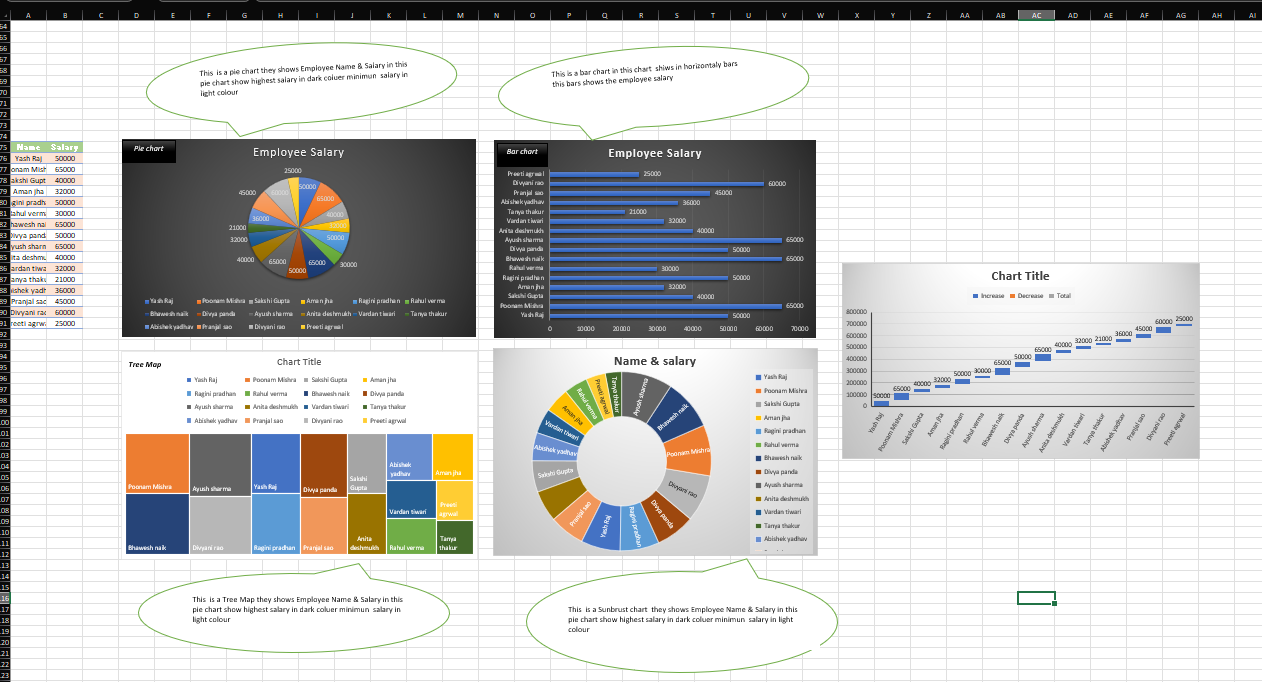 A B C D E F G H I J K L M N O P Q R S T U V W X Y Z AA AB AC AD AE AF AG AH AI
This is a pie chart they shows Employee Name & Salary in this
pie chart show highest salary in dark coluer minimun salary in
light colour
This is a bar chart in this chart shiws in horizontaly bars
this bars shows the employee salary
Name Salary
Yash Raj 50000
onam Mish 65000
akshi Gupt 40000
Aman jha 32000
gini pradh 50000
ahul verm 30000
hawesh nai 65000
ivya pand 50000
yush sharm 65000
ita deshmu 40000
ardan tiwa 32000
anya thaku 21000
ishek yadh 36000
Pranjal sao 45000
Divyani rao 60000
reeti agrwa 25000
Pie chart
Employee Salary
25000
50000
65000
40000
50000
30000
65000
50000
65000
40000
32000
21000
36000
45000
Yash Raj Poonam Mishra Sakshi Gupta Aman jha Ragini pradhan Rahul verma
Bhawesh naik Divya panda Ayush sharma Anita deshmukh Vardan tiwari Tanya thakur
Abishek yadhav Pranjal sao Divyani rao Preeti agrwal
Bar chart
Employee Salary
Preeti agrwal 25000
Divyani rao 60000
Pranjal sao 45000
Abishek yadhav 36000
Tanya thakur 21000
Vardan tiwari 32000
Anita deshmukh 40000
Ayush sharma 65000
Divya panda 50000
Bhawesh naik 65000
Rahul verma 30000
Ragini pradhan 50000
Aman jha 32000
Sakshi Gupta 40000
Poonam Mishra 65000
Yash Raj 50000
0 10000 20000 30000 40000 50000 60000 70000
Chart Title
Increase Decrease Total
800000
700000
600000
500000
400000
300000
200000
100000
0
50000 65000 40000 32000 50000 30000 65000 50000 65000 40000 32000 21000 36000 45000 60000 25000
Yash Raj Poonam Mishra Sakshi Gupta Aman jha Ragini pradhan Rahul verma Bhawesh naik Divya panda Ayush sharma Anita deshmukh Vardan tiwari Tanya thakur Abishek yadhav Pranjal sao Divyani rao Preeti agrwal
Tree Map
Chart Title
Yash Raj Poonam Mishra Sakshi Gupta Aman jha
Ragini pradhan Rahul verma Bhawesh naik Divya panda
Ayush sharma Anita deshmukh Vardan tiwari Tanya thakur
Abishek yadhav Pranjal sao Divyani rao Preeti agrwal
Poonam Mishra
Bhawesh naik
Ayush sharma
Divyani rao
Yash Raj
Ragini pradhan
Divya panda
Pranjal sao
Sakshi
Gupta
Anita
deshmukh
Abishek
yadhav
Vardan tiwari
Rahul verma
Aman jha
Preeti
agrwal
Tanya
thakur
Name & salary
Ayush sharma
Bhawesh naik
Poonam Mishra
Divyani rao
Divya panda
Ragini pradhan
Yash Raj
Pranjal sao
Sakshi Gupta
Abishek yadhav
Vardan tiwari
Aman jha
Rahul verma
Preeti agrwal
Tanya thakur
Yash Raj
Poonam Mishra
Sakshi Gupta
Aman jha
Ragini pradhan
Rahul verma
Bhawesh naik
Divya panda
Ayush sharma
Anita deshmukh
Vardan tiwari
Tanya thakur
Abishek yadhav
This is a Tree Map they shows Employee Name & Salary in this
pie chart show highest salary in dark coluer minimun salary in
light colour
This is a Sunbrust chart they shows Employee Name & Salary in this
pie chart show highest salary in dark coluer minimun salary in light
colour